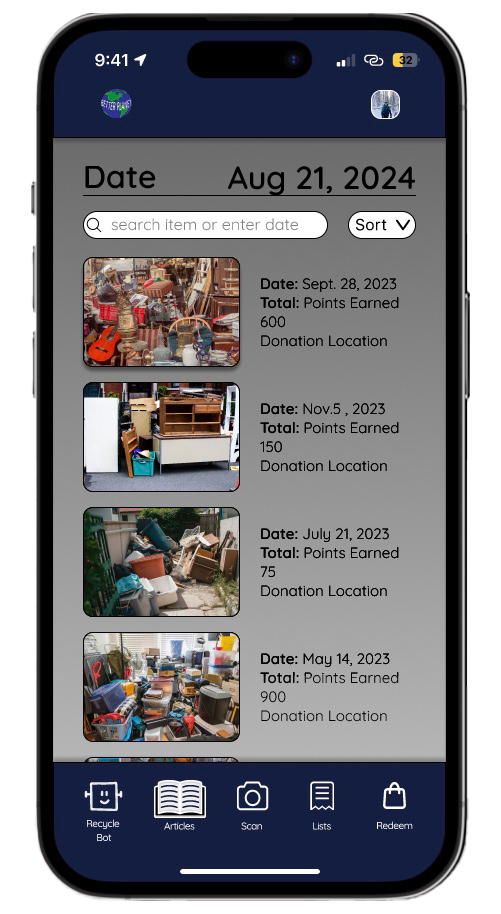 9:41
32
BETTER PLANET
Date Aug 21, 2024
search item or enter date Sort
Date: Sept. 28, 2023
Total: Points Earned
600
Donation Location
Date: Nov.5 , 2023
Total: Points Earned
150
Donation Location
Date: July 21, 2023
Total: Points Earned
75
Donation Location
Date: May 14, 2023
Total: Points Earned
900
Donation Location
Recycle
Bot
Articles
Scan
Lists
Redeem